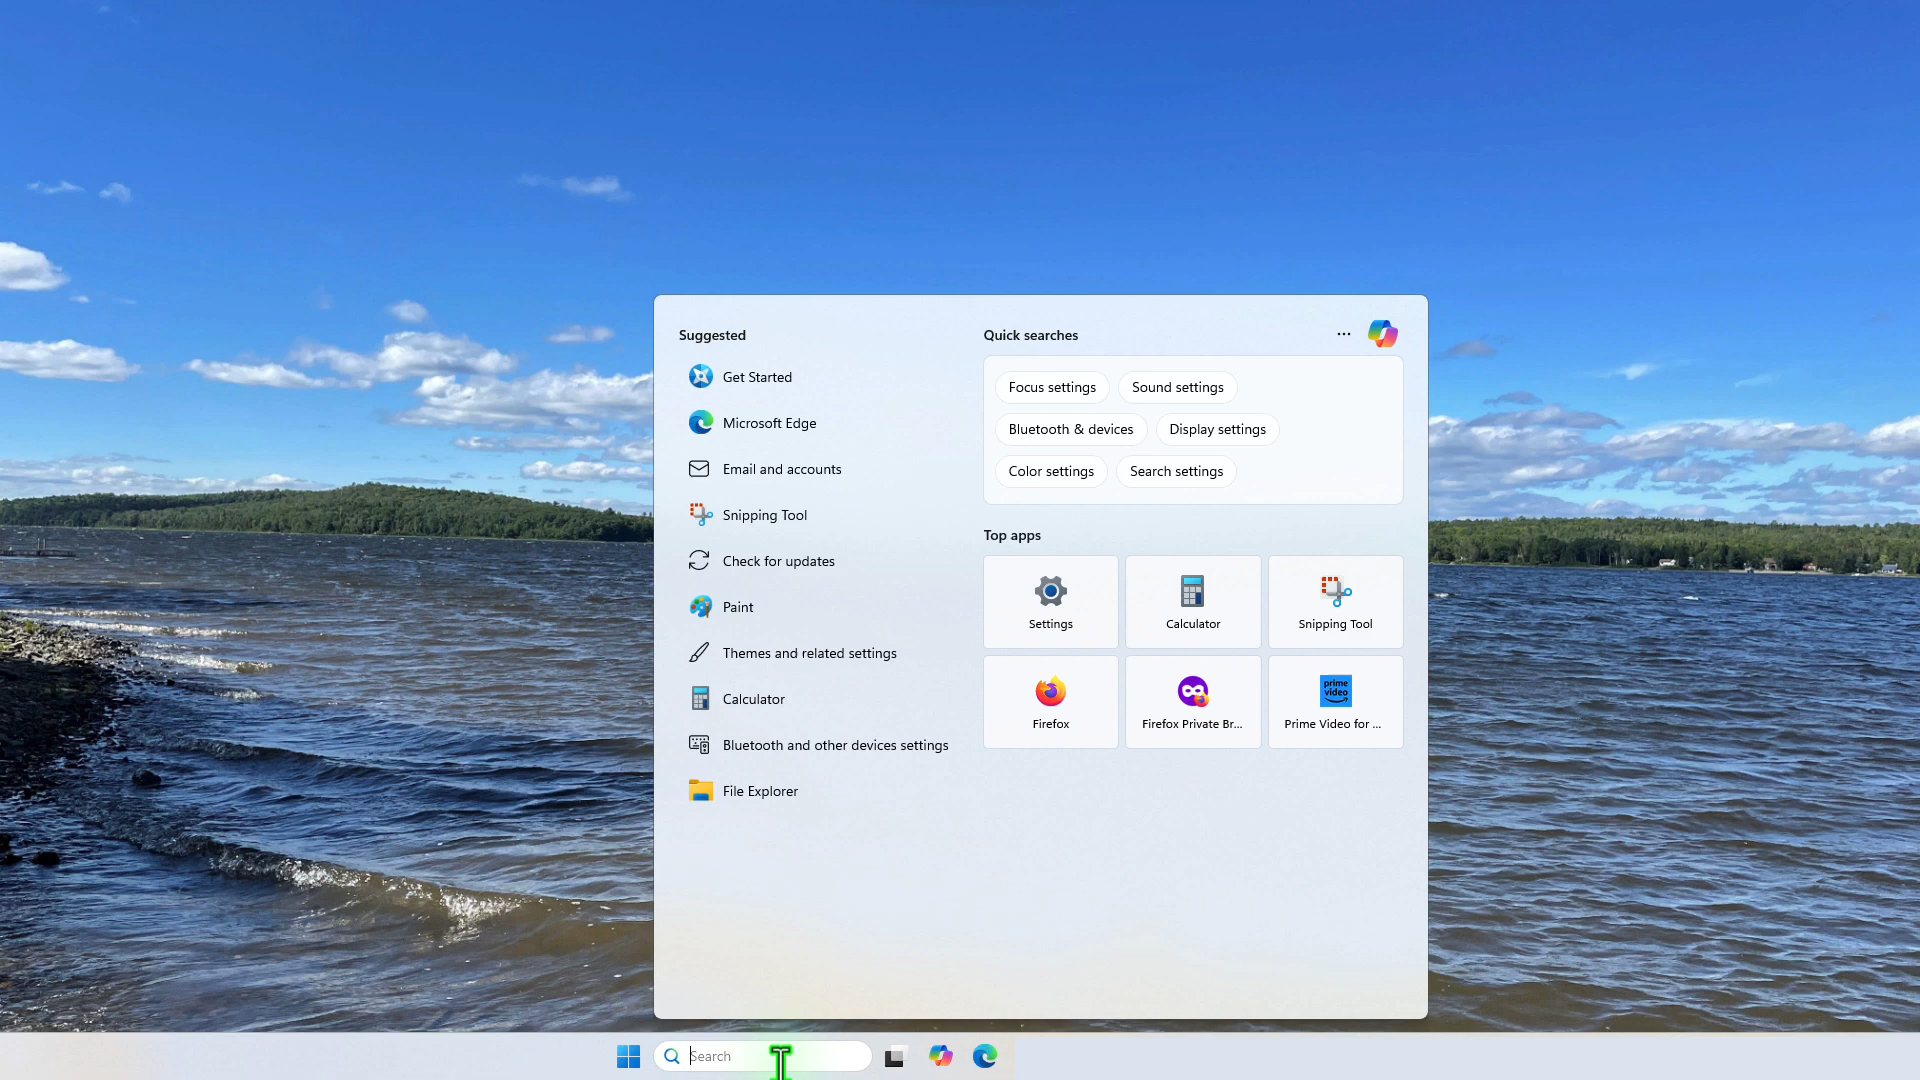 Suggested
Get Started
Microsoft Edge
Email and accounts
Snipping Tool
Check for updates
Paint
Themes and related settings
Calculator
Bluetooth and other devices settings
File Explorer
Quick searches
Focus settings
Sound settings
Bluetooth & devices
Display settings
Color settings
Search settings
Top apps
Settings
Calculator
Snipping Tool
Firefox
Firefox Private Br...
prime
video
Prime Video for ...
Search